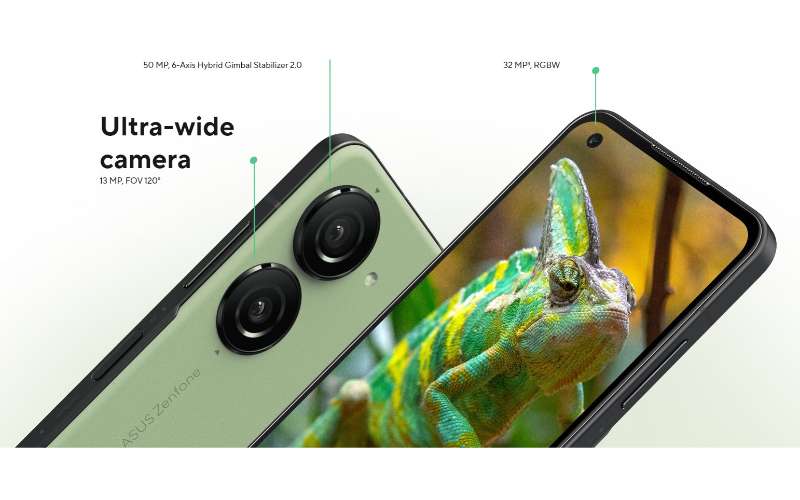 50 MP, 6-Axis Hybrid Gimbal Stabilizer 2.0
32 MP⁵, RGBW
Ultra-wide
camera
13 MP, FOV 120°
ASUS Zenfone